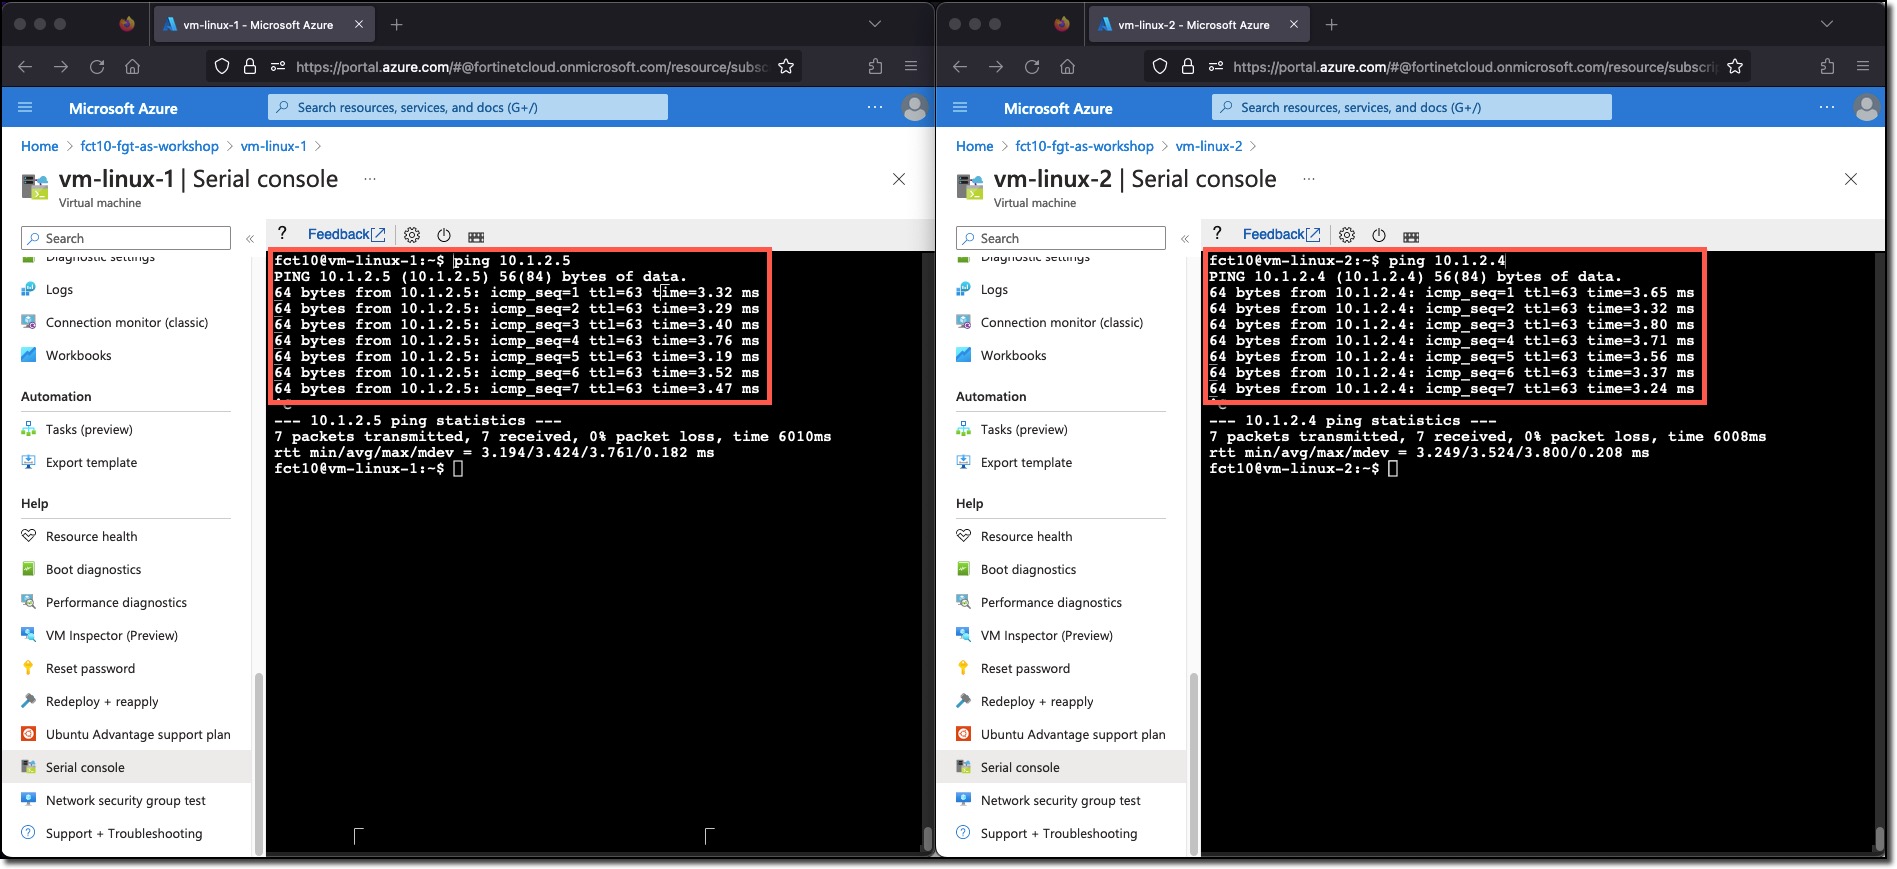 vm-linux-1 - Microsoft Azure
https://portal.azure.com/#@fortinetcloud.onmicrosoft.com/resource/subsc
Microsoft Azure
Search resources, services, and docs (G+/)
Home > fct10-fgt-as-workshop > vm-linux-1 >
vm-linux-1 | Serial console ...
Virtual machine
Search
«
? Feedback
Diagnostic settings
Logs
Connection monitor (classic)
Workbooks
Automation
Tasks (preview)
Export template
Help
Resource health
Boot diagnostics
Performance diagnostics
VM Inspector (Preview)
Reset password
Redeploy + reapply
Ubuntu Advantage support plan
Serial console
Network security group test
Support + Troubleshooting
fct10@vm-linux-1:~$ ping 10.1.2.5
PING 10.1.2.5 (10.1.2.5) 56(84) bytes of data.
64 bytes from 10.1.2.5: icmp_seq=1 ttl=63 time=3.32 ms
64 bytes from 10.1.2.5: icmp_seq=2 ttl=63 time=3.29 ms
64 bytes from 10.1.2.5: icmp_seq=3 ttl=63 time=3.40 ms
64 bytes from 10.1.2.5: icmp_seq=4 ttl=63 time=3.76 ms
64 bytes from 10.1.2.5: icmp_seq=5 ttl=63 time=3.19 ms
64 bytes from 10.1.2.5: icmp_seq=6 ttl=63 time=3.52 ms
64 bytes from 10.1.2.5: icmp_seq=7 ttl=63 time=3.47 ms
^C
--- 10.1.2.5 ping statistics ---
7 packets transmitted, 7 received, 0% packet loss, time 6010ms
rtt min/avg/max/mdev = 3.194/3.424/3.761/0.182 ms
fct10@vm-linux-1:~$
vm-linux-2 - Microsoft Azure
https://portal.azure.com/#@fortinetcloud.onmicrosoft.com/resource/subscri
Microsoft Azure
Search resources, services, and docs (G+/)
Home > fct10-fgt-as-workshop > vm-linux-2 >
vm-linux-2 | Serial console ...
Virtual machine
Search
«
? Feedback
Diagnostic settings
Logs
Connection monitor (classic)
Workbooks
Automation
Tasks (preview)
Export template
Help
Resource health
Boot diagnostics
Performance diagnostics
VM Inspector (Preview)
Reset password
Redeploy + reapply
Ubuntu Advantage support plan
Serial console
Network security group test
Support + Troubleshooting
fct10@vm-linux-2:~$ ping 10.1.2.4
PING 10.1.2.4 (10.1.2.4) 56(84) bytes of data.
64 bytes from 10.1.2.4: icmp_seq=1 ttl=63 time=3.65 ms
64 bytes from 10.1.2.4: icmp_seq=2 ttl=63 time=3.32 ms
64 bytes from 10.1.2.4: icmp_seq=3 ttl=63 time=3.80 ms
64 bytes from 10.1.2.4: icmp_seq=4 ttl=63 time=3.71 ms
64 bytes from 10.1.2.4: icmp_seq=5 ttl=63 time=3.56 ms
64 bytes from 10.1.2.4: icmp_seq=6 ttl=63 time=3.37 ms
64 bytes from 10.1.2.4: icmp_seq=7 ttl=63 time=3.24 ms
^C
--- 10.1.2.4 ping statistics ---
7 packets transmitted, 7 received, 0% packet loss, time 6008ms
rtt min/avg/max/mdev = 3.249/3.524/3.800/0.208 ms
fct10@vm-linux-2:~$